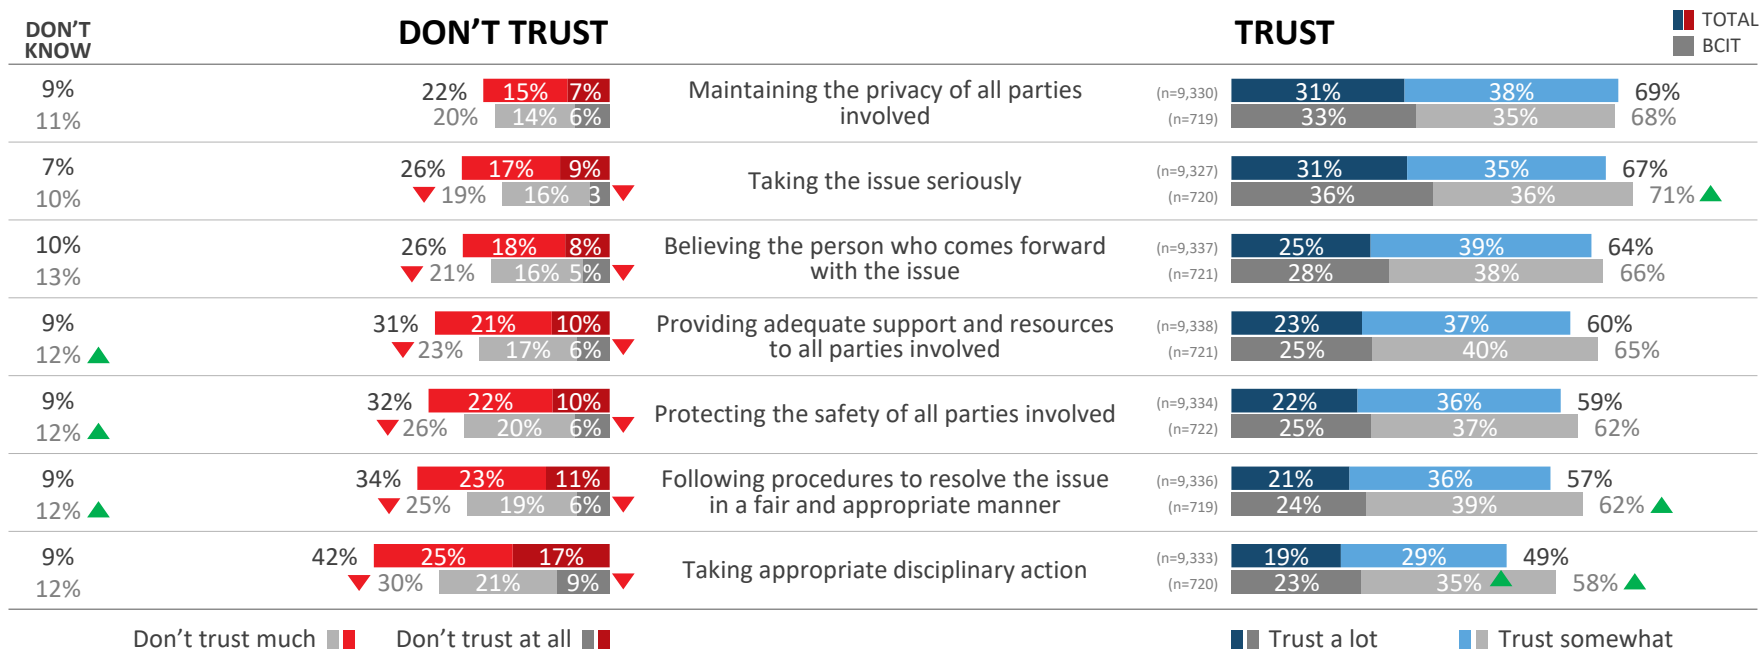 DON'T KNOW
DON'T TRUST
TRUST
TOTAL
BCIT
9% 22% 15% 7% Maintaining the privacy of all parties (n=9,330) 31% 38% 69%
11% 20% 14% 6% involved (n=719) 33% 35% 68%
7% 26% 17% 9% Taking the issue seriously (n=9,327) 31% 35% 67%
10% 19% 16% 3 (n=720) 36% 36% 71%
10% 26% 18% 8% Believing the person who comes forward (n=9,337) 25% 39% 64%
13% 21% 16% 5% with the issue (n=721) 28% 38% 66%
9% 31% 21% 10% Providing adequate support and resources (n=9,338) 23% 37% 60%
12% 23% 17% 6% to all parties involved (n=721) 25% 40% 65%
9% 32% 22% 10% Protecting the safety of all parties involved (n=9,334) 22% 36% 59%
12% 26% 20% 6% (n=722) 25% 37% 62%
9% 34% 23% 11% Following procedures to resolve the issue (n=9,336) 21% 36% 57%
12% 25% 19% 6% in a fair and appropriate manner (n=719) 24% 39% 62%
9% 42% 25% 17% Taking appropriate disciplinary action (n=9,333) 19% 29% 49%
12% 30% 21% 9% (n=720) 23% 35% 58%
Don't trust much Don't trust at all Trust a lot Trust somewhat